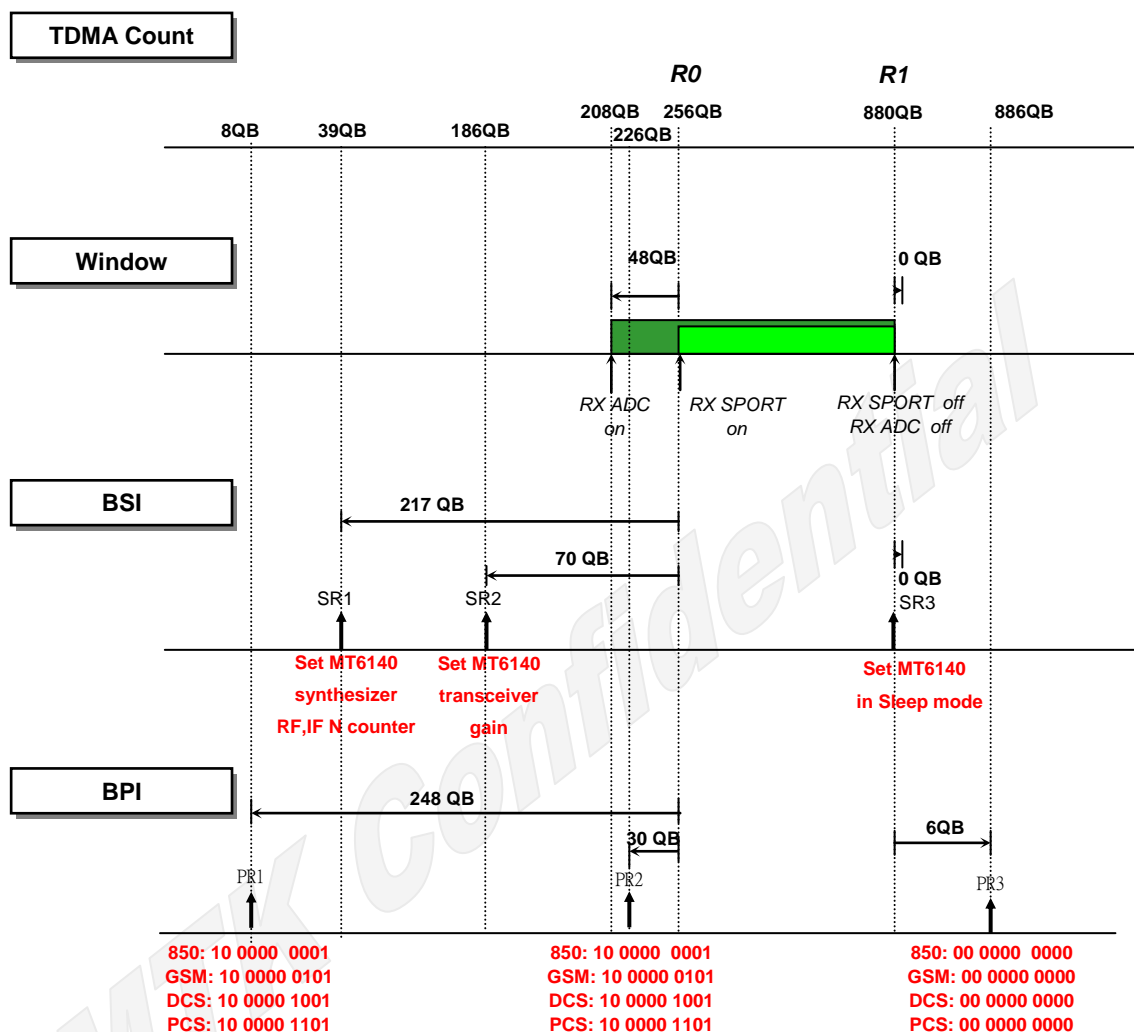 TDMA Count
R0 R1
208QB 256QB 880QB 886QB
8QB 39QB 186QB 226QB
Window
48QB 0 QB
RX ADC on
RX SPORT on
RX SPORT off
RX ADC off
BSI
217 QB
70 QB
0 QB
SR1 SR2 SR3
Set MT6140 synthesizer RF,IF N counter
Set MT6140 transceiver gain
Set MT6140 in Sleep mode
BPI
248 QB
30 QB
6QB
PR1 PR2 PR3
850: 10 0000 0001
GSM: 10 0000 0101
DCS: 10 0000 1001
PCS: 10 0000 1101
850: 10 0000 0001
GSM: 10 0000 0101
DCS: 10 0000 1001
PCS: 10 0000 1101
850: 00 0000 0000
GSM: 00 0000 0000
DCS: 00 0000 0000
PCS: 00 0000 0000
MTK Confidential